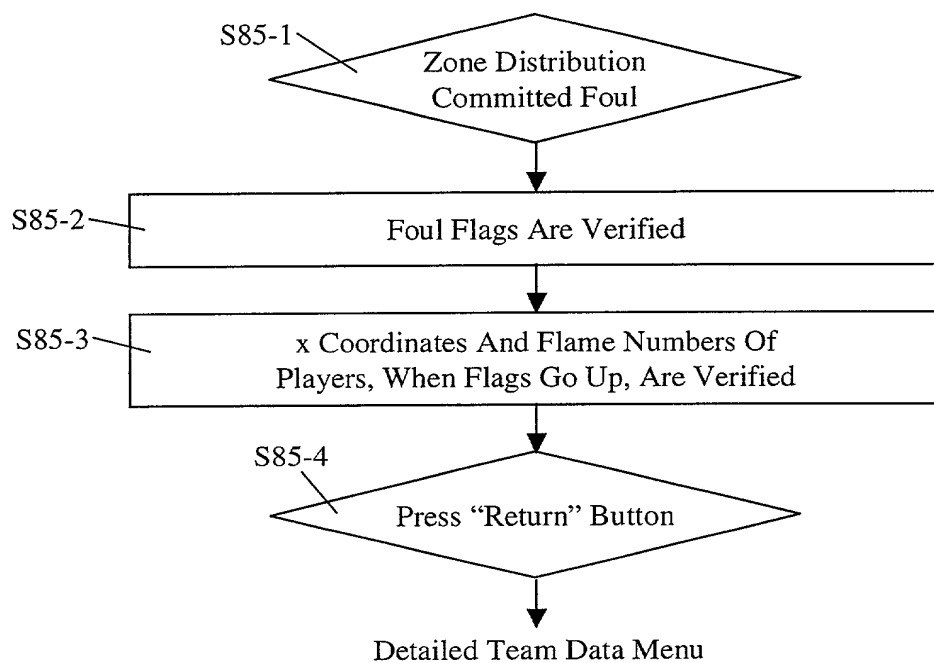 S85-1
Zone Distribution
Committed Foul
S85-2
Foul Flags Are Verified
S85-3
x Coordinates And Flame Numbers Of
Players, When Flags Go Up, Are Verified
S85-4
Press “Return” Button
Detailed Team Data Menu